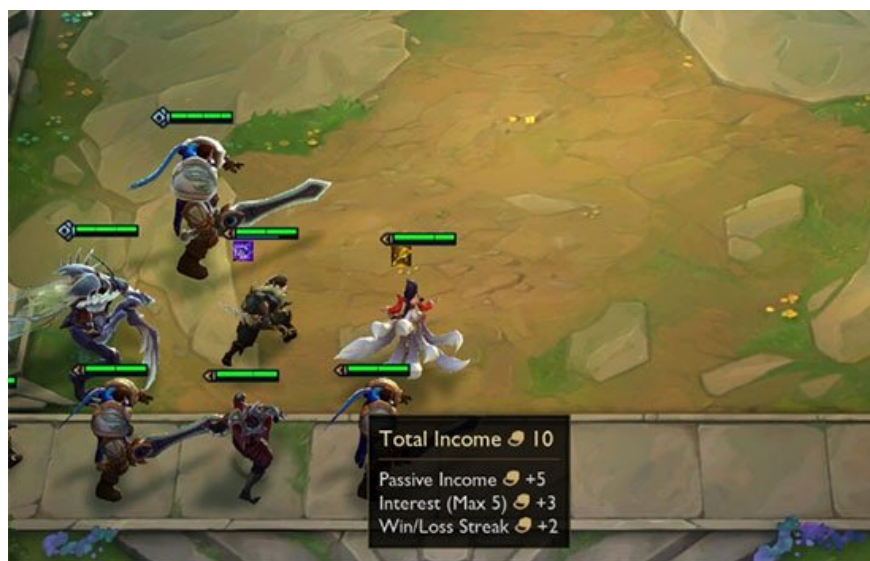 Total Income 10
Passive Income +5
Interest (Max 5) +3
Win/Loss Streak +2